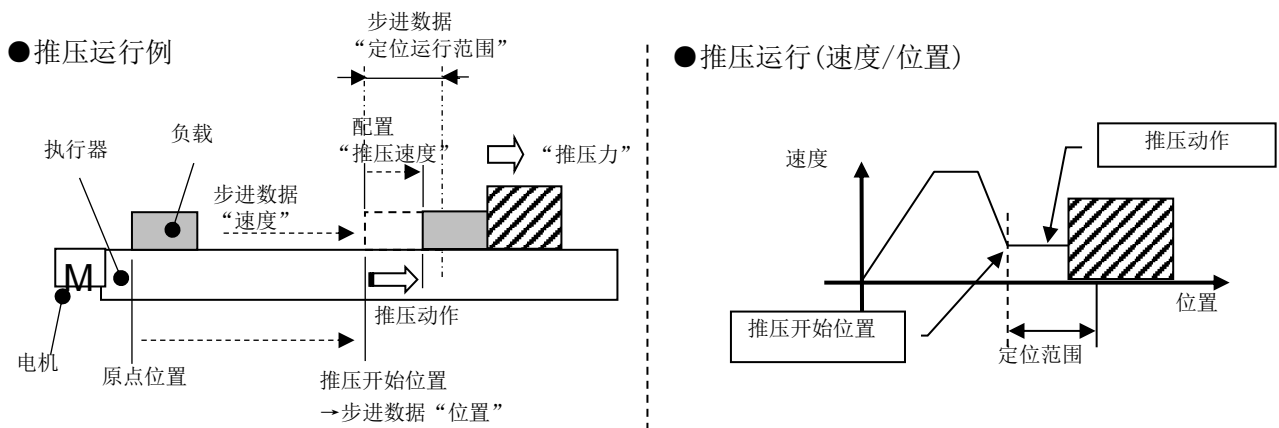 ●推压运行例
步进数据
“定位运行范围”
配置
“推压速度”
“推压力”
负载
执行器
步进数据
“速度”
M
推压动作
电机
原点位置
推压开始位置
→步进数据“位置”
●推压运行(速度/位置)
推压动作
速度
位置
推压开始位置
定位范围